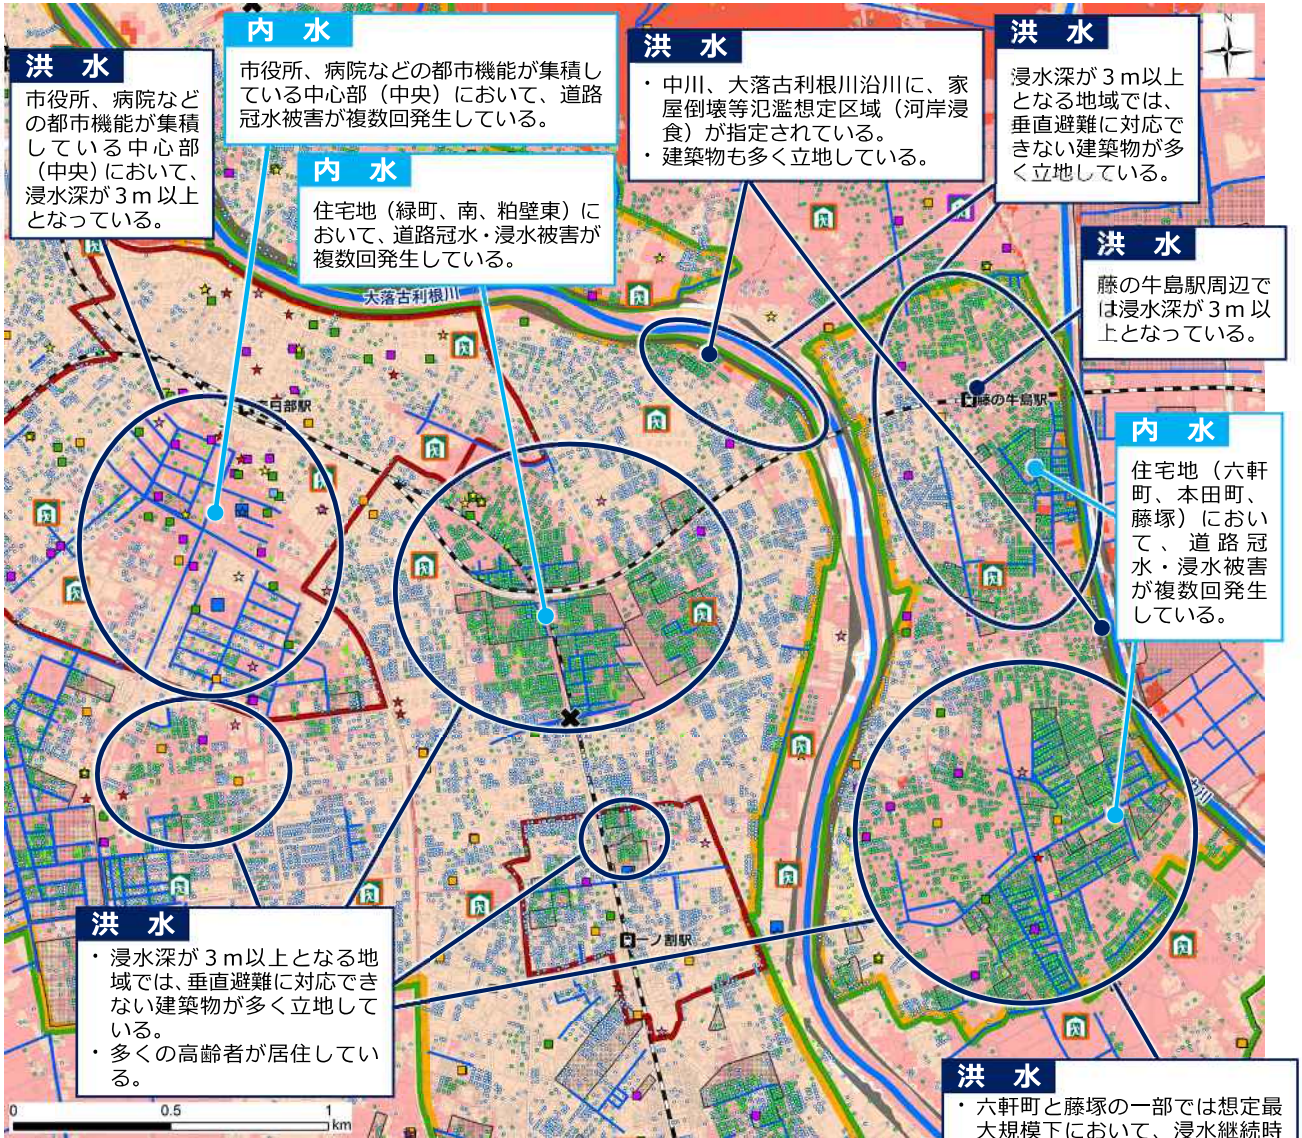 洪 水
市役所、病院など
の都市機能が集積
している中心部
（中央）において、
浸水深が３ｍ以上
となっている。
内 水
市役所、病院などの都市機能が集積し
ている中心部（中央）において、道路
冠水被害が複数回発生している。
内 水
住宅地（緑町、南、粕壁東）に
おいて、道路冠水・浸水被害が
複数回発生している。
洪 水
・ 中川、大落古利根川沿川に、家
屋倒壊等氾濫想定区域（河岸浸
食）が指定されている。
・ 建築物も多く立地している。
洪 水
浸水深が３ｍ以上
となる地域では、
垂直避難に対応で
きない建築物が多
く立地している。
N
洪 水
藤の牛島駅周辺で
は浸水深が３ｍ以
上となっている。
大落古利根川
春日部駅
藤の牛島駅
内 水
住宅地（六軒
町、本田町、
藤塚）におい
て、道路冠
水・浸水被害
が複数回発生
している。
一ノ割駅
洪 水
・ 浸水深が３ｍ以上となる地
域では、垂直避難に対応でき
ない建築物が多く立地して
いる。
・ 多くの高齢者が居住してい
る。
洪 水
・ 六軒町と藤塚の一部では想定最
大規模下において、浸水継続時
0 0.5 1
km